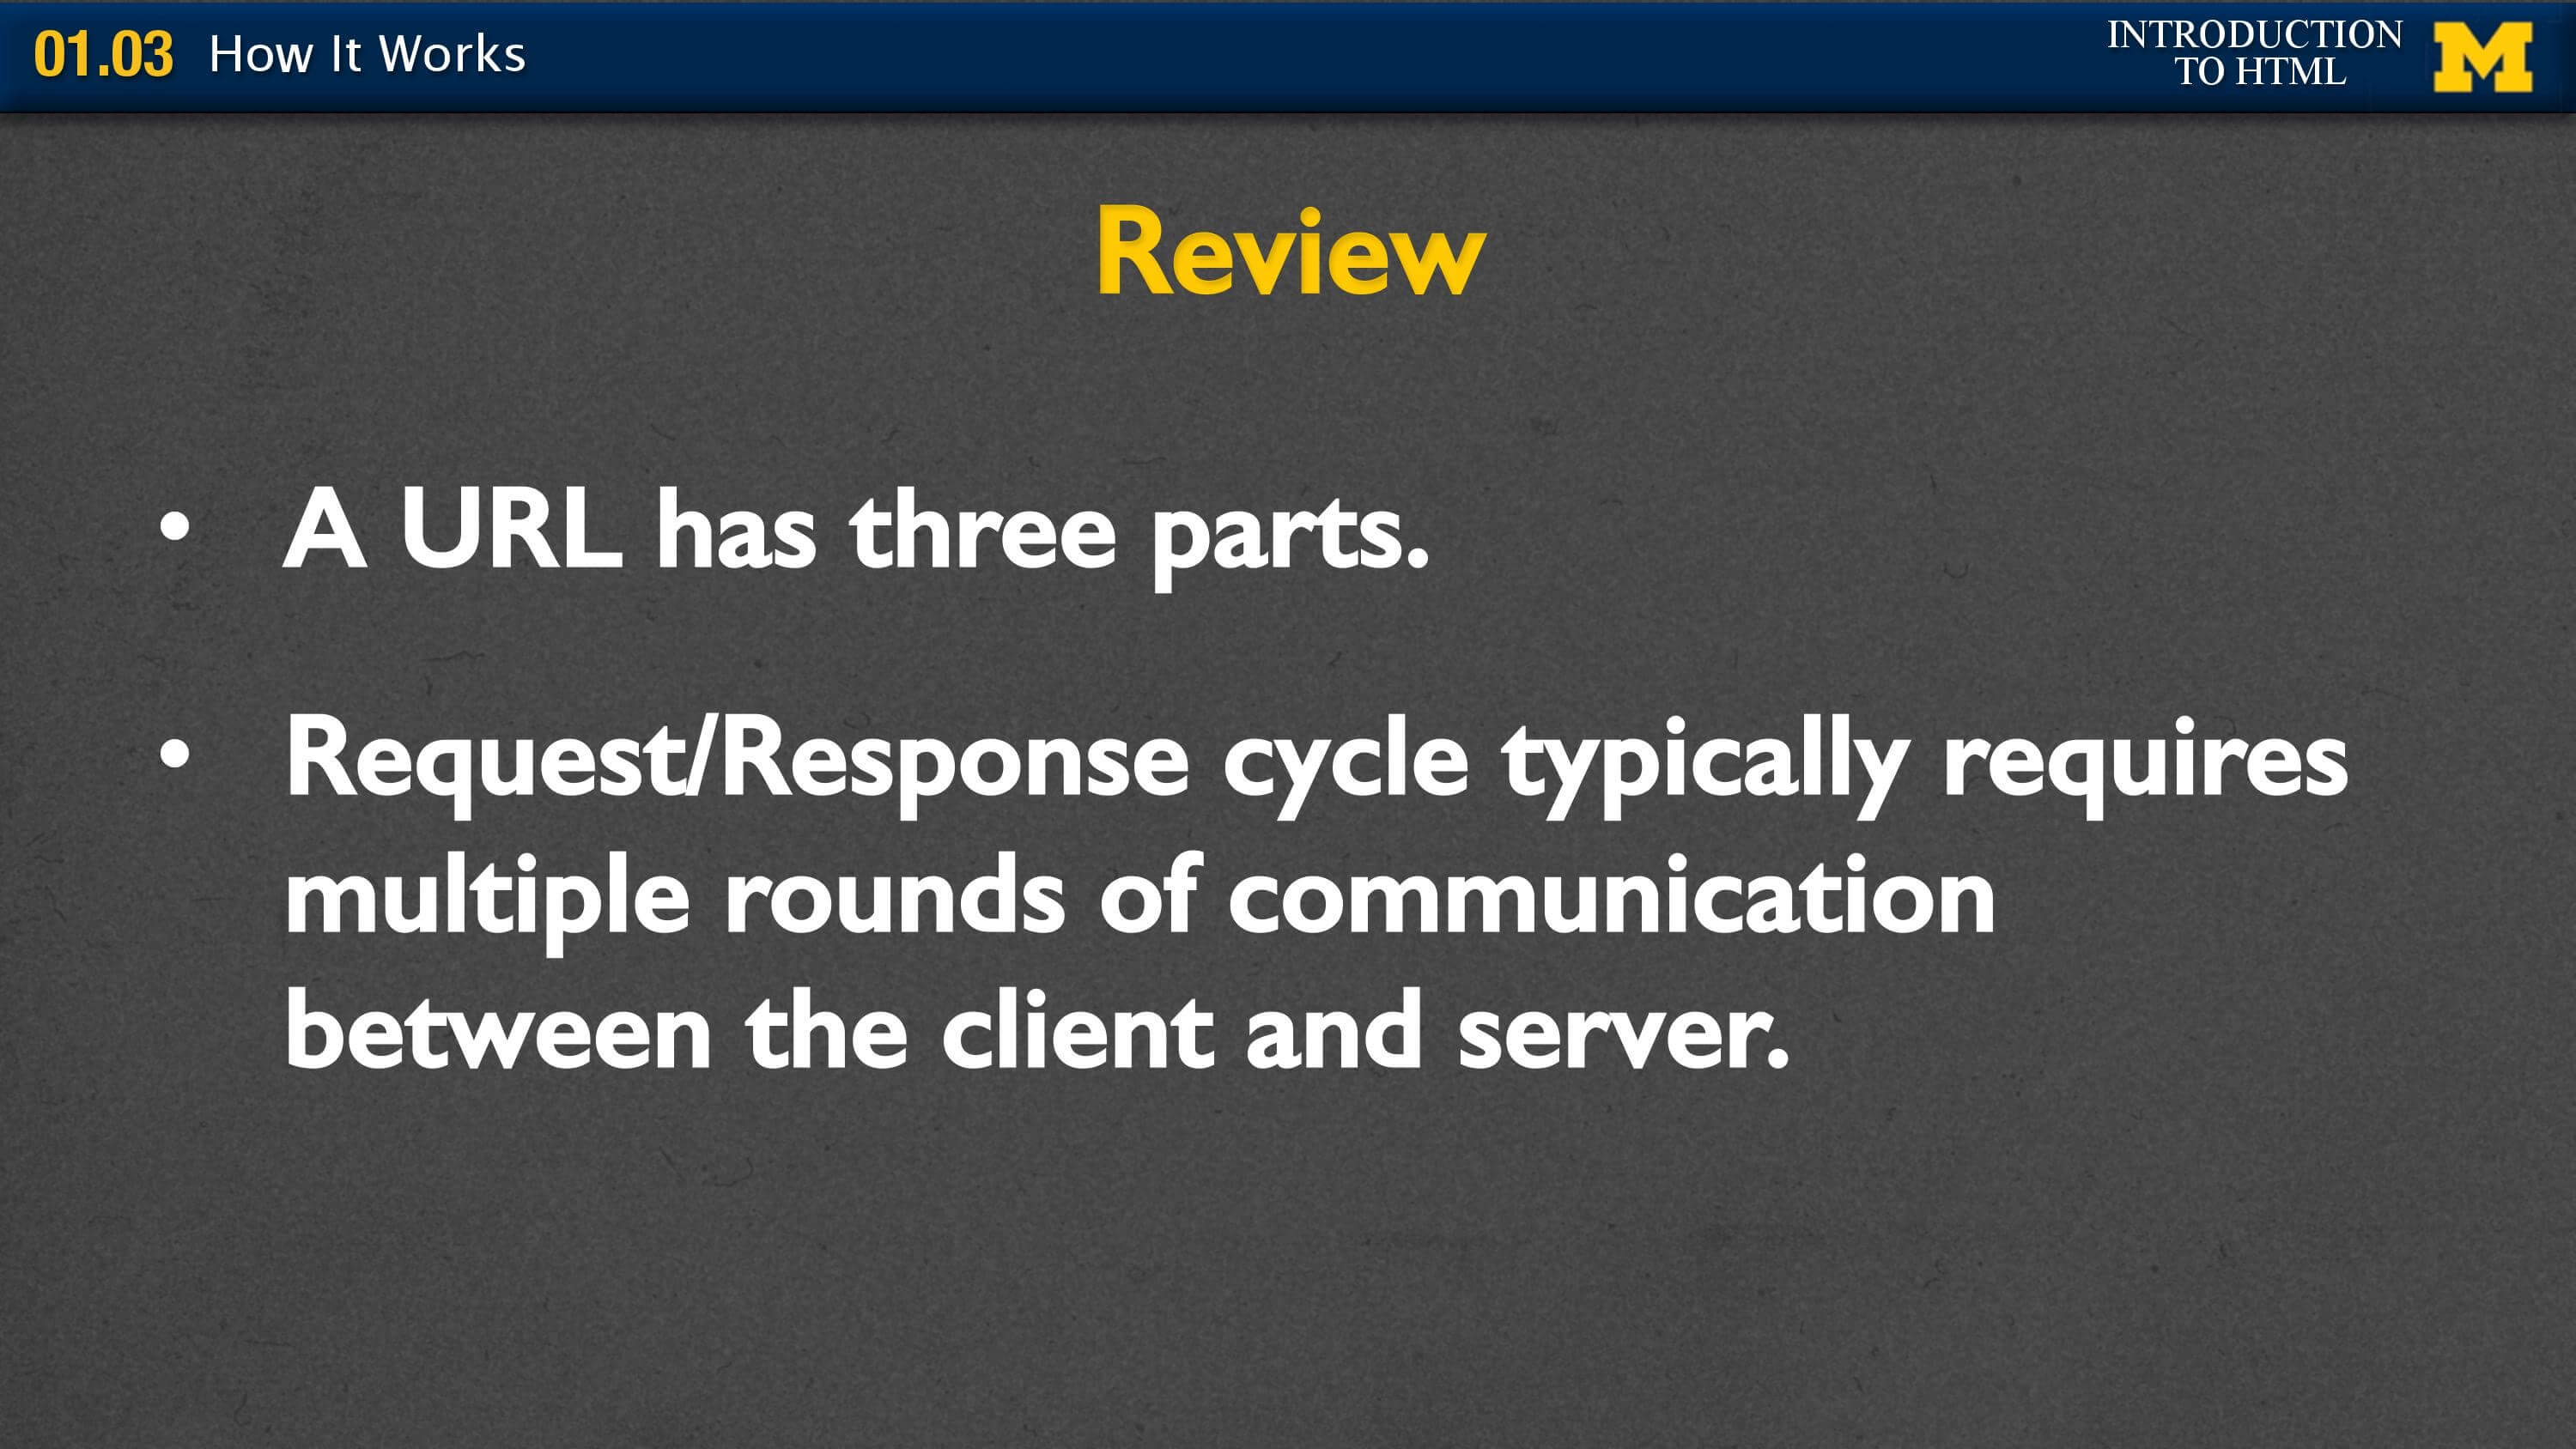 01.03 How It Works
INTRODUCTION
TO HTML
M
Review
• A URL has three parts.
• Request/Response cycle typically requires
multiple rounds of communication
between the client and server.